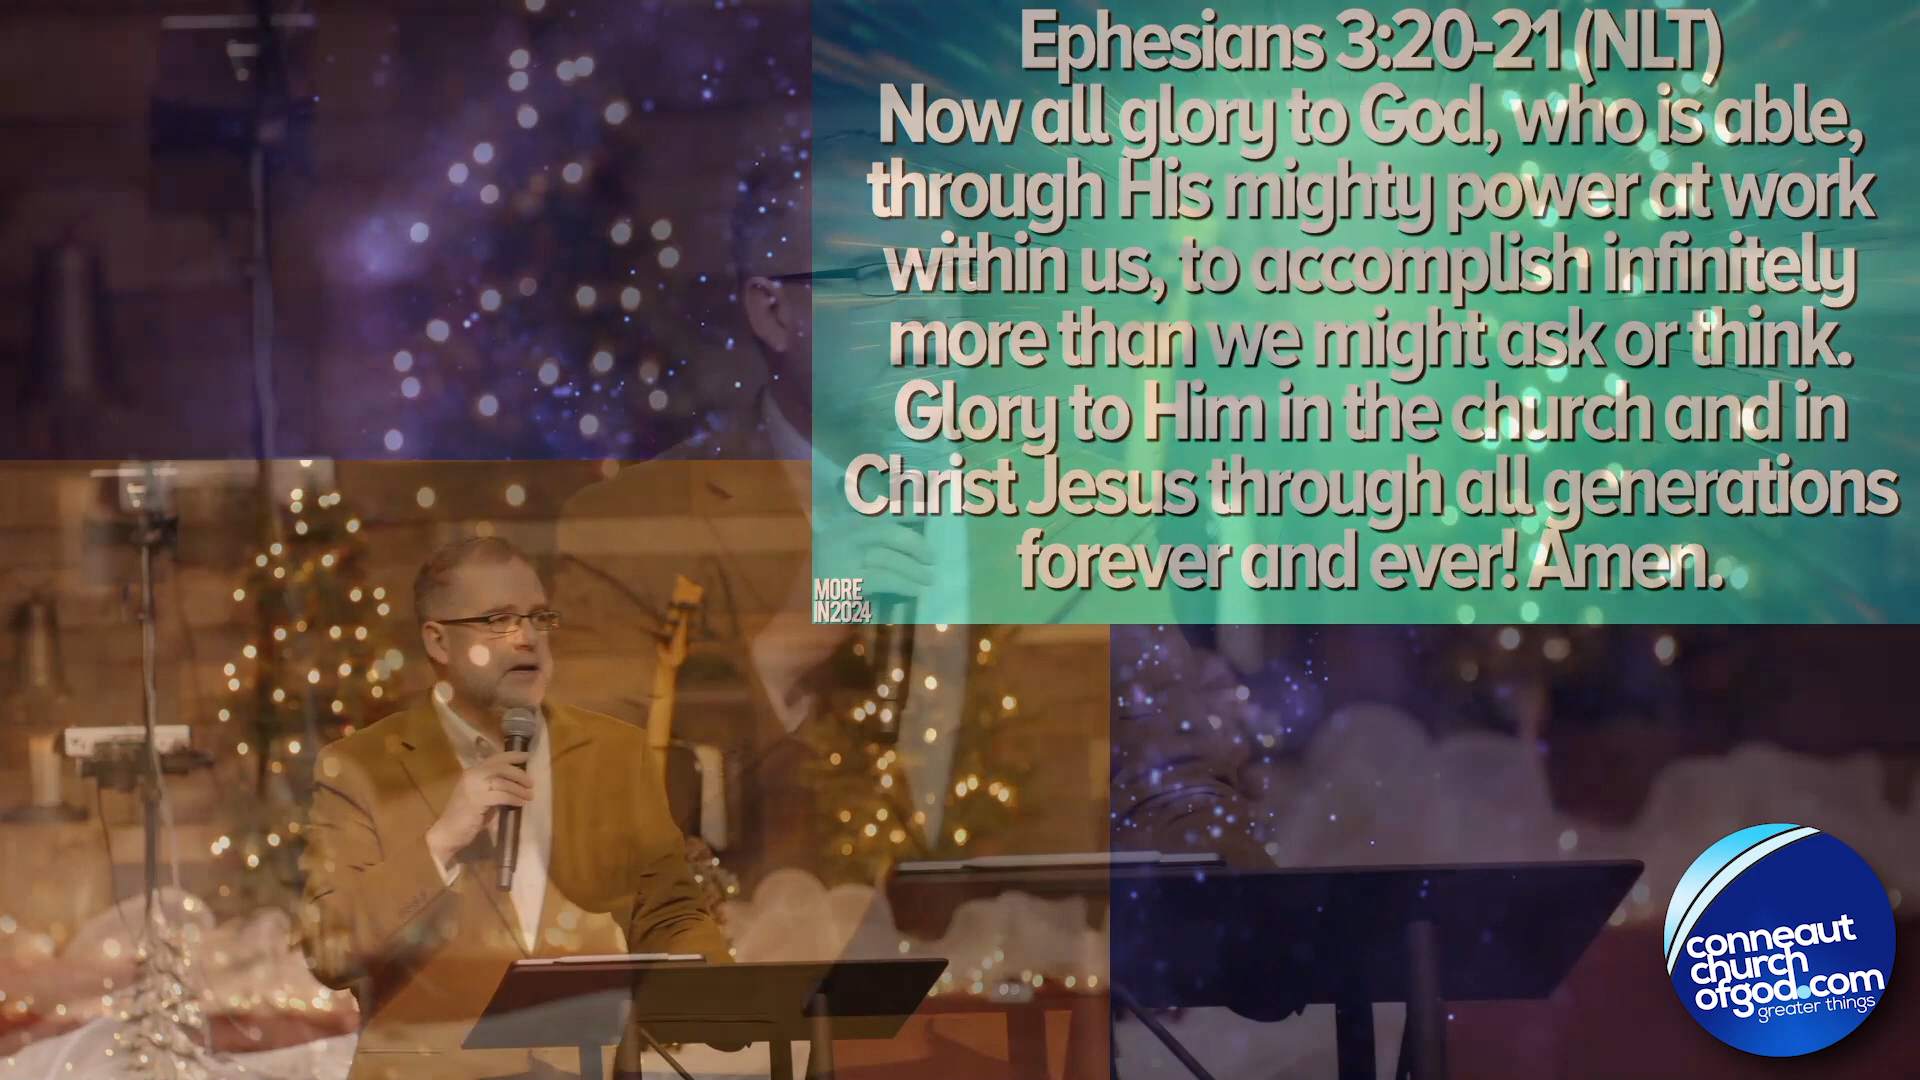 Ephesians 3:20-21 (NLT)
Now all glory to God, who is able,
through His mighty power at work
within us, to accomplish infinitely
more than we might ask or think.
Glory to Him in the church and in
Christ Jesus through all generations
forever and ever! Amen.
MORE
IN2024
conneaut
church
ofgod.com
greater things